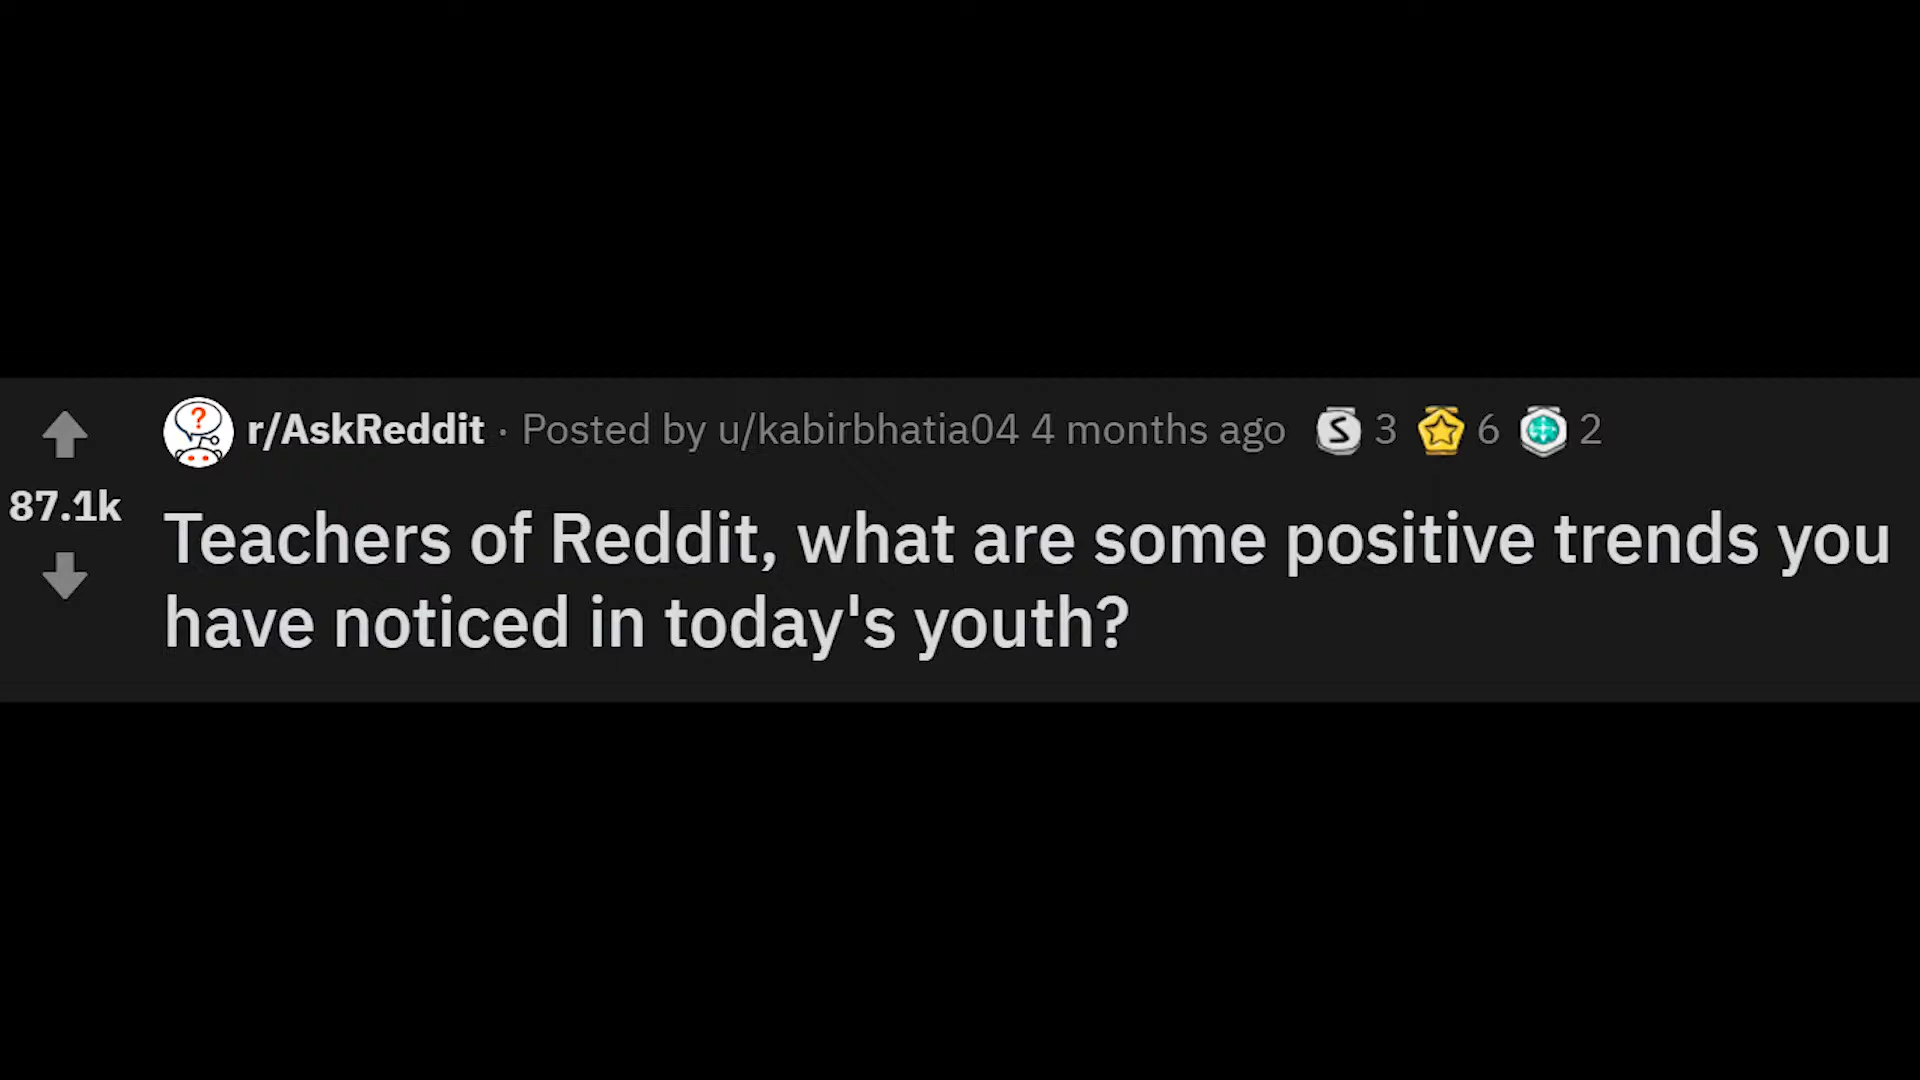 r/AskReddit · Posted by u/kabirbhatia04 4 months ago S 3 6 2
87.1k
Teachers of Reddit, what are some positive trends you
have noticed in today's youth?